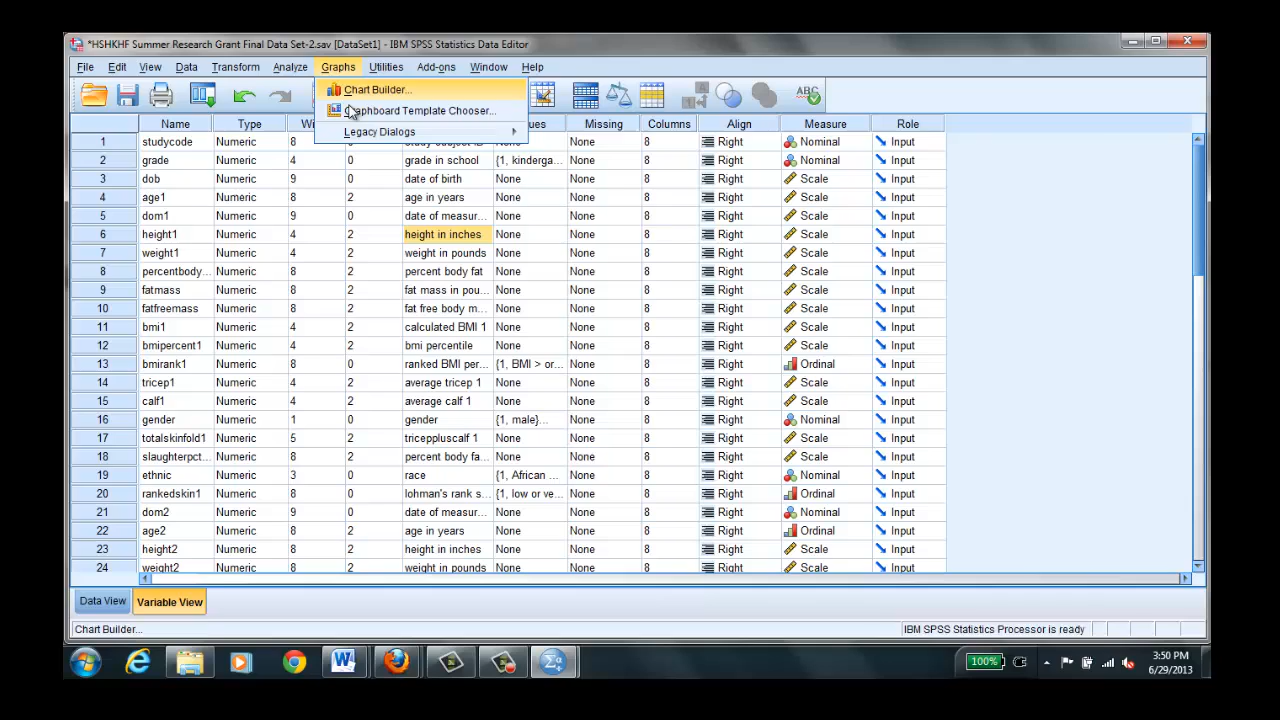 *HSHKHF Summer Research Grant Final Data Set-2.sav [DataSet1] - IBM SPSS Statistics Data Editor
File Edit View Data Transform Analyze Graphs Utilities Add-ons Window Help
Chart Builder...
Template Chooser...
Legacy Dialogs
ABC
Name Type Missing Columns Align Measure Role
1 studycode Numeric 8 None 8 Right Nominal Input
2 grade Numeric 8 0 grade in school {1, kinderga... None 8 Right Nominal Input
3 dob Numeric 9 0 date of birth None None 8 Right Scale Input
4 age1 Numeric 8 2 age in years None None 8 Right Scale Input
5 dom1 Numeric 9 0 date of measur... None None 8 Right Scale Input
6 height1 Numeric 4 2 height in inches None None 8 Right Scale Input
7 weight1 Numeric 4 2 weight in pounds None None 8 Right Scale Input
8 percentbody... Numeric 8 2 percent body fat None None 8 Right Scale Input
9 fatmass Numeric 8 2 fat mass in pou... None None 8 Right Scale Input
10 fatfreemass Numeric 8 2 fat free body m... None None 8 Right Scale Input
11 bmi1 Numeric 4 2 calculated BMI 1 None None 8 Right Scale Input
12 bmipercent1 Numeric 4 2 bmi percentile None None 8 Right Scale Input
13 bmirank1 Numeric 8 0 ranked BMI per... {1, BMI > or... None 8 Right Ordinal Input
14 tricep1 Numeric 4 2 average tricep 1 None None 8 Right Scale Input
15 calf1 Numeric 4 2 average calf 1 None None 8 Right Scale Input
16 gender Numeric 1 0 gender {1, male}... None 8 Right Nominal Input
17 totalskinfold1 Numeric 5 2 triceppluscalf 1 None None 8 Right Scale Input
18 slaughterpct... Numeric 8 2 percent body fa... None None 8 Right Scale Input
19 ethnic Numeric 3 0 race {1, African ... None 8 Right Nominal Input
20 rankedskin1 Numeric 8 0 lohman's rank s... {1, low or ve... None 8 Right Ordinal Input
21 dom2 Numeric 9 0 date of measur... None None 8 Right Nominal Input
22 age2 Numeric 8 2 age in years None None 8 Right Ordinal Input
23 height2 Numeric 8 2 height in inches None None 8 Right Scale Input
24 weight2 Numeric 8 2 weight in pounds None None 8 Right Scale Input
Data View Variable View
Chart Builder... IBM SPSS Statistics Processor is ready
100% 3:50 PM
6/29/2013